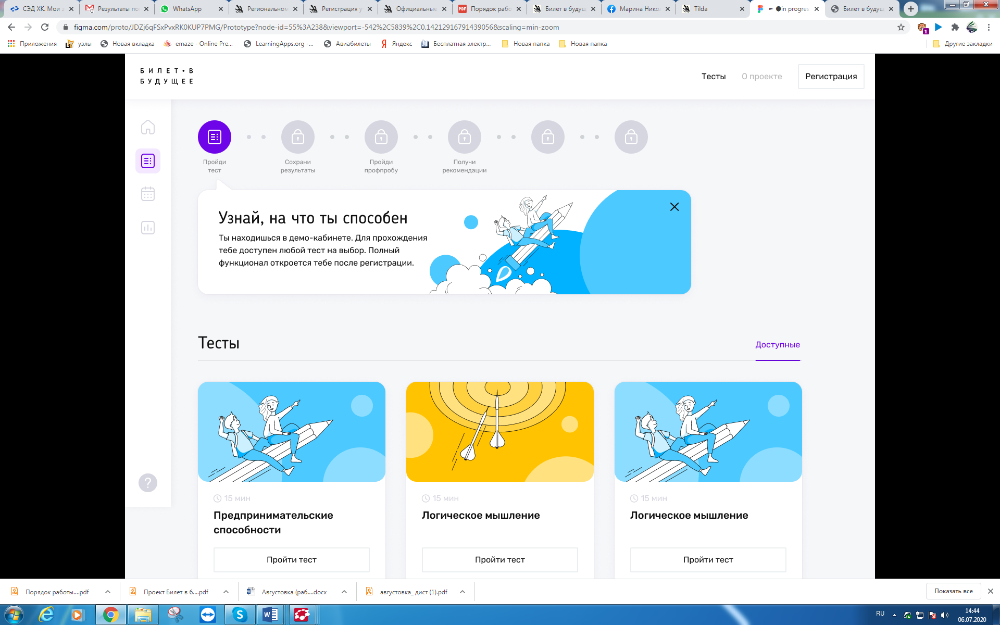 СЭД ХК. Мои з
Результаты по
WhatsApp
Региональном
Регистрация у
Официальные
Порядок рабо
Билет в будущ
Марина Нико
Tilda
► ●in progres
Билет в будущ
figma.com/proto/JDZj6qFSxPvxRK0KUP7PMG/Prototype?node-id=55%3A238&viewport=-542%2C5839%2C0.14212916791439056&scaling=min-zoom
1
Приложения
узлы
Новая вкладка
emaze - Online Pre...
LearningApps.org -...
Авиабилеты
Яндекс
Бесплатная электр...
Новая папка
Новая папка
Другие закладки
БИЛЕТ•В
БУДУЩЕЕ
Тесты
О проекте
Регистрация
Пройди
тест
Сохрани
результаты
Пройди
профпробу
Получи
рекомендации
Узнай, на что ты способен
Ты находишься в демо-кабинете. Для прохождения
тебе доступен любой тест на выбор. Полный
функционал откроется тебе после регистрации.
Тесты
Доступные
15 мин
Предпринимательские
способности
Пройти тест
15 мин
Логическое мышление
Пройти тест
15 мин
Логическое мышление
Пройти тест
?
Порядок работы....pdf
Проект Билет в б....pdf
Августовка (раб....docx
августовка_ дист (1).pdf
Показать все
RU
14:44
06.07.2020